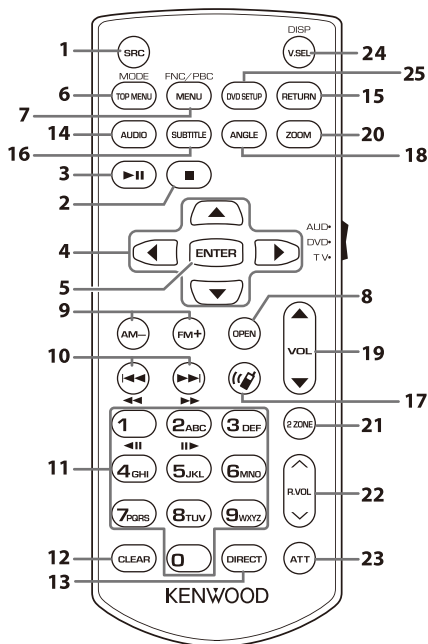 DISP
1 SRC V.SEL 24
MODE FNC/PBC 25
6 TOP MENU MENU DVD SETUP RETURN 15
7
14 AUDIO SUBTITLE ANGLE ZOOM 20
16 18
3 ►II ■
2
AUD•
4 ENTER DVD•
TV•
5
9 8
AM– FM+ OPEN
10 VOL 19
17
1 2ABC 3DEF 2 ZONE 21
11 4GHI 5JKL 6MNO R.VOL 22
7PQRS 8TUV 9WXYZ
12 CLEAR 0 DIRECT ATT 23
13
KENWOOD